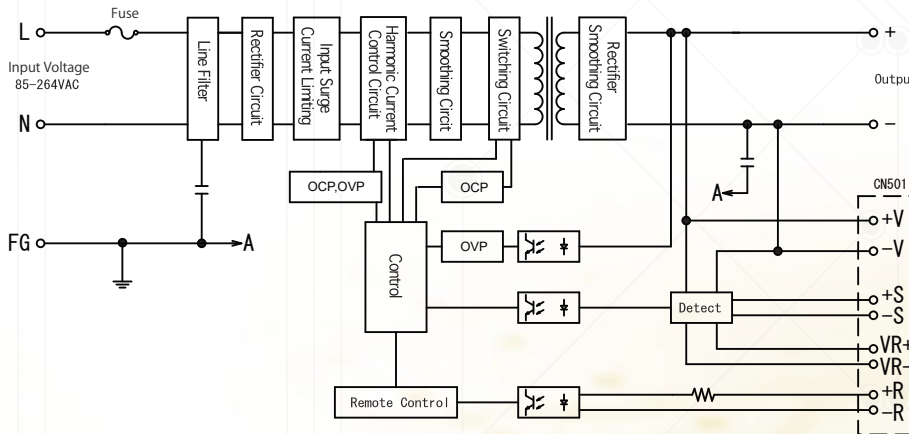 Fuse
L
Input Voltage
85-264VAC
N
FG
Line Filter
Rectifier Circuit
Input Surge
Current Limiting
Harmonic Current
Control Circuit
Smoothing Circuit
Switching Circuit
Rectifier
Smoothing Circuit
+
Outpu
-
A
A
OCP,OVP
OCP
OVP
Control
Detect
Remote Control
CN501
+V
-V
+S
-S
VR+
VR-
+R
-R